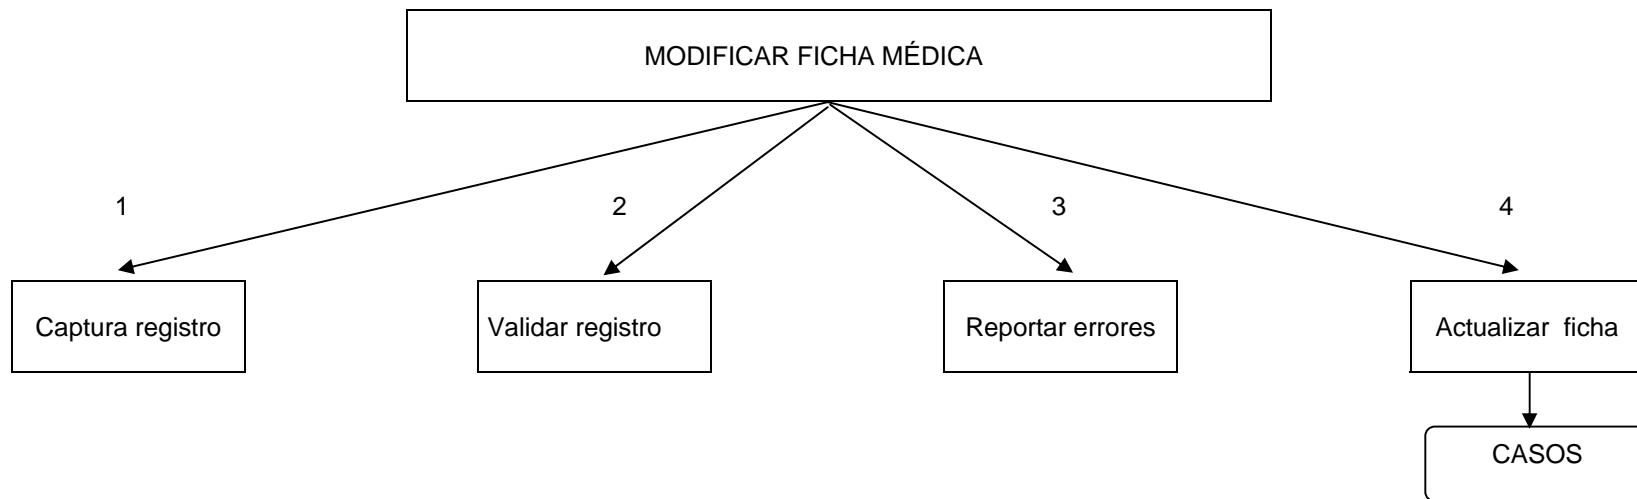 MODIFICAR FICHA MÉDICA
1
2
3
4
Captura registro
Validar registro
Reportar errores
Actualizar ficha
CASOS